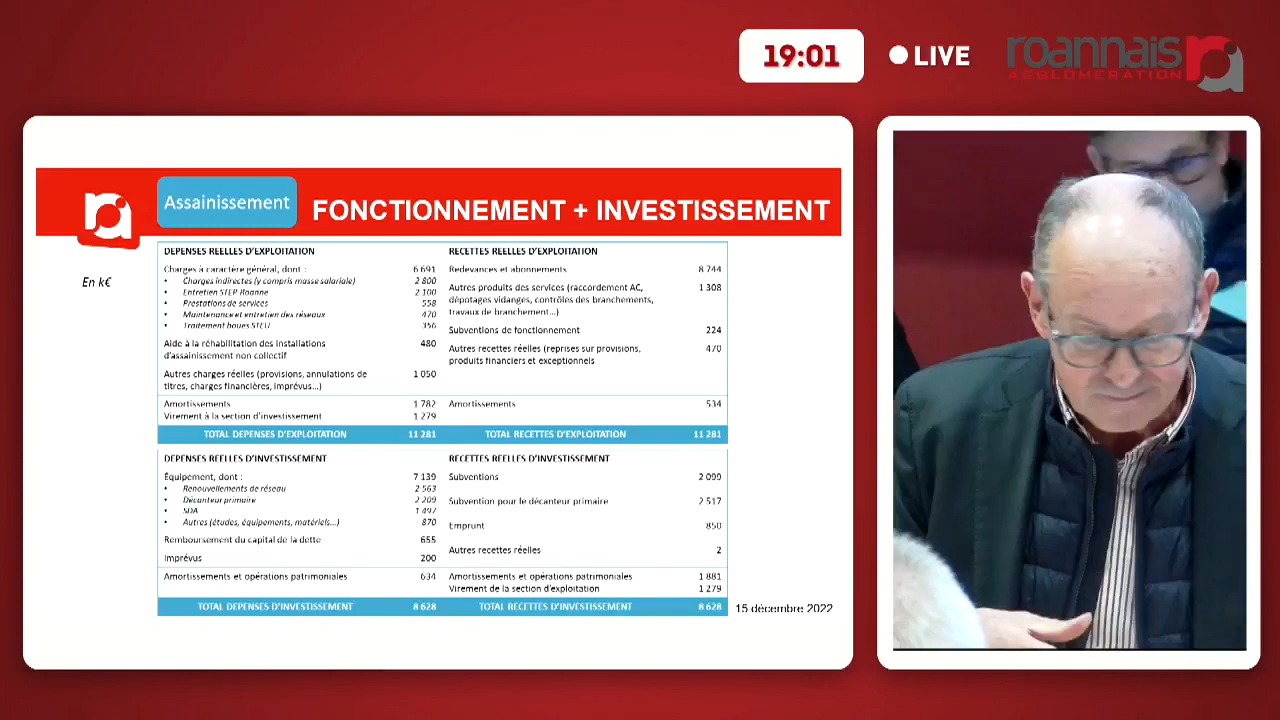 19:01
LIVE
roannais
AGGLOMÉRATION
Assainissement
FONCTIONNEMENT + INVESTISSEMENT
En k€
DEPENSES REELLES D'EXPLOITATION
Charges à caractère général, dont : 6 691
• Charges indirectes (y compris masse salariale) 2 800
• Entretien STEP Roanne 2 100
• Prestations de services 558
• Maintenance et entretien des réseaux 470
• Traitement boues STEU 356
Aide à la réhabilitation des installations 480
d'assainissement non collectif
Autres charges réelles (provisions, annulations de 1 050
titres, charges financières, imprévus...)
Amortissements 1 782
Virement à la section d'investissement 1 279
TOTAL DEPENSES D'EXPLOITATION 11 281
RECETTES REELLES D'EXPLOITATION
Redevances et abonnements 8 744
Autres produits des services (raccordement AC, 1 308
dépotages vidanges, contrôles des branchements,
travaux de branchement...)
Subventions de fonctionnement 224
Autres recettes réelles (reprises sur provisions, 470
produits financiers et exceptionnels
Amortissements 534
TOTAL RECETTES D'EXPLOITATION 11 281
DEPENSES REELLES D'INVESTISSEMENT
Équipement, dont : 7 139
• Renouvellements de réseau 2 563
• Décanteur primaire 2 209
• SDA 1 497
• Autres (études, équipements, matériels...) 870
Remboursement du capital de la dette 655
Imprévus 200
Amortissements et opérations patrimoniales 634
TOTAL DEPENSES D'INVESTISSEMENT 8 628
RECETTES REELLES D'INVESTISSEMENT
Subventions 2 099
Subvention pour le décanteur primaire 2 517
Emprunt 850
Autres recettes réelles 2
Amortissements et opérations patrimoniales 1 881
Virement de la section d'exploitation 1 279
TOTAL RECETTES D'INVESTISSEMENT 8 628
15 décembre 2022